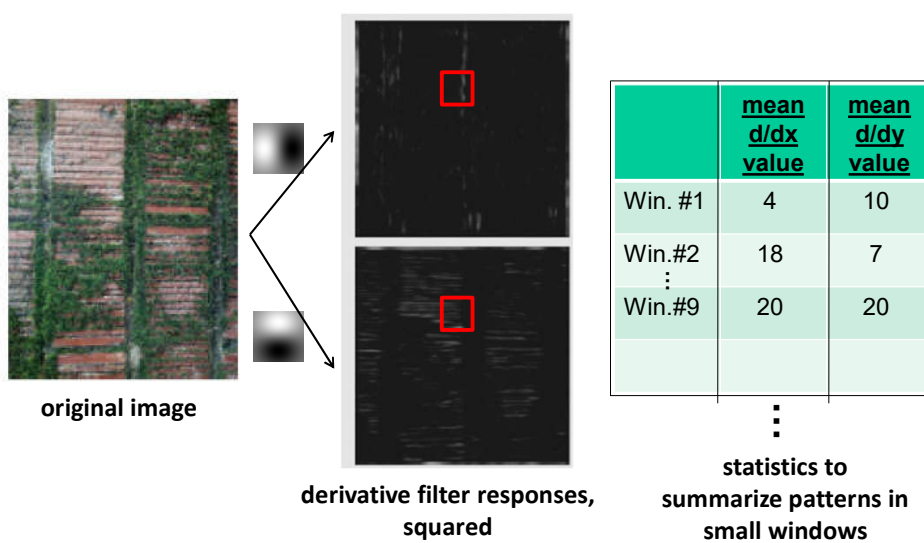 original image
derivative filter responses,
squared
mean
d/dx
value
mean
d/dy
value
Win. #1 4 10
Win.#2 18 7
⋮
Win.#9 20 20
⋮
statistics to
summarize patterns in
small windows